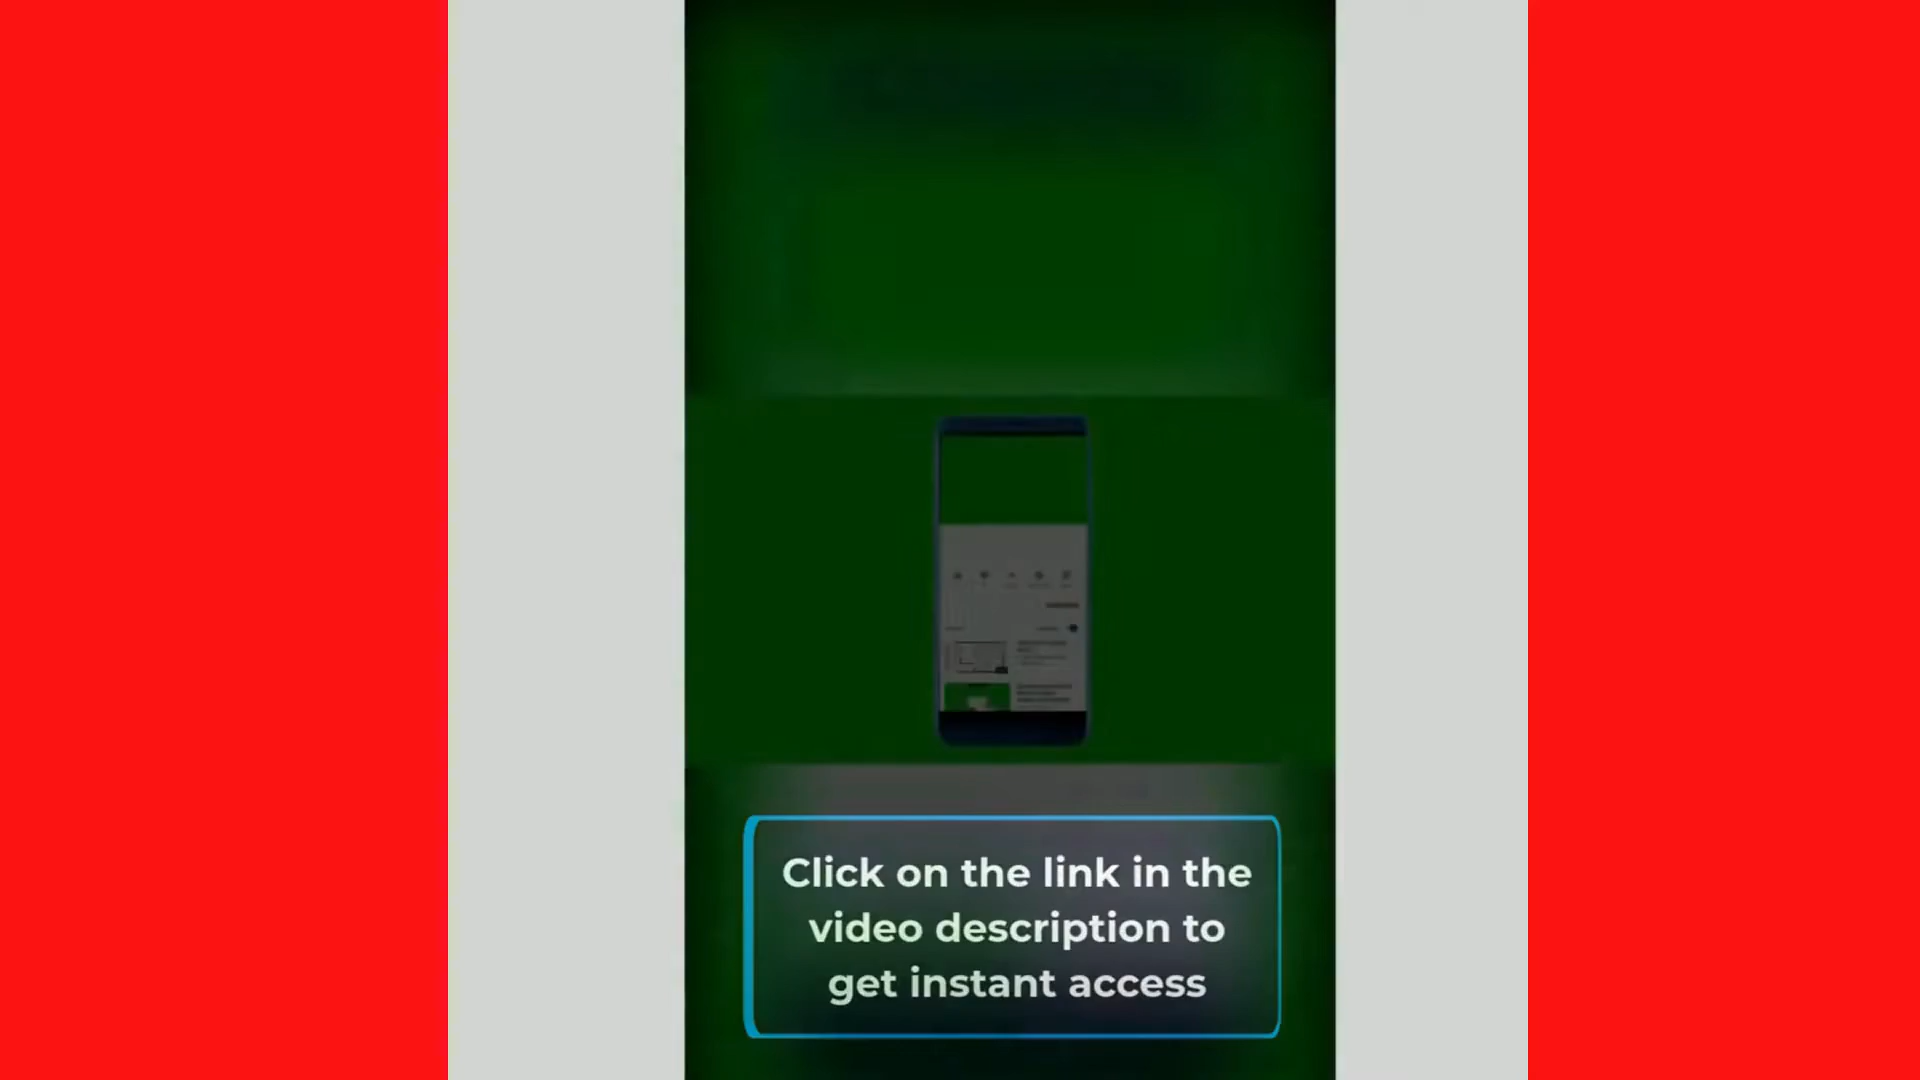 Click on the link in the
video description to
get instant access